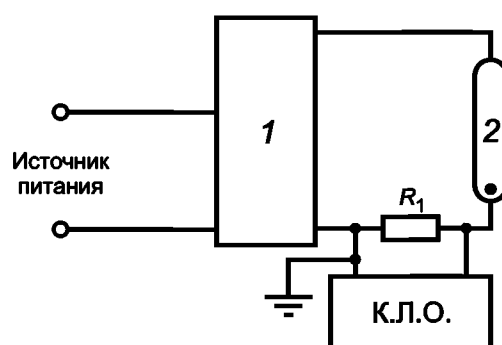 1
2
Источник
питания
R1
К.Л.О.